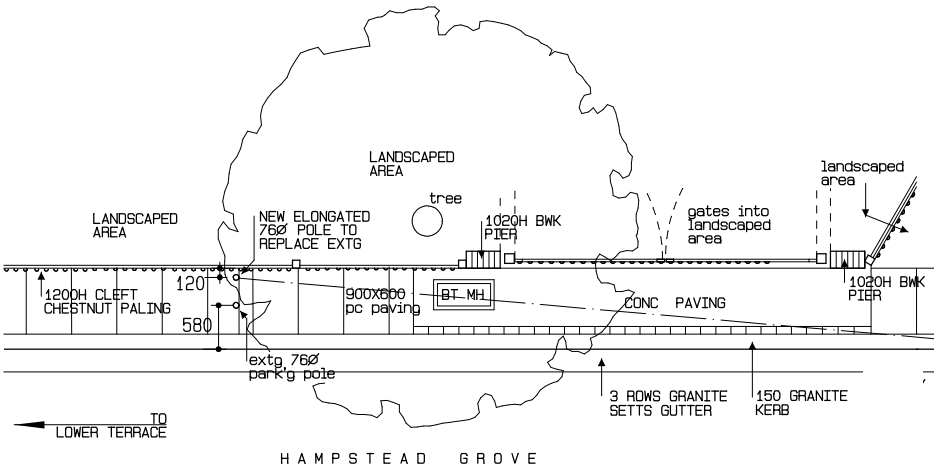 LANDSCAPED
AREA
landscaped
area
tree
LANDSCAPED
AREA
NEW ELONGATED
76Ø POLE TO
REPLACE EXTG
1020H BWK
PIER
gates into
landscaped
area
120
1200H CLEFT
CHESTNUT PALING
900X600
pc paving
BT MH
CONC PAVING
1020H BWK
PIER
580
extg 76Ø
park'g pole
3 ROWS GRANITE
SETTS GUTTER
150 GRANITE
KERB
TO
LOWER TERRACE
HAMPSTEAD GROVE